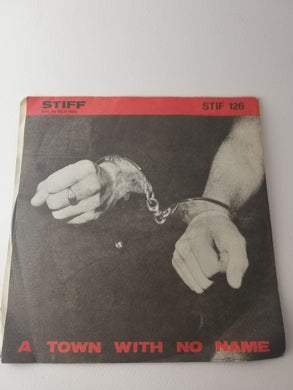 STIFF
STIF 126
A TOWN WITH NO NAME